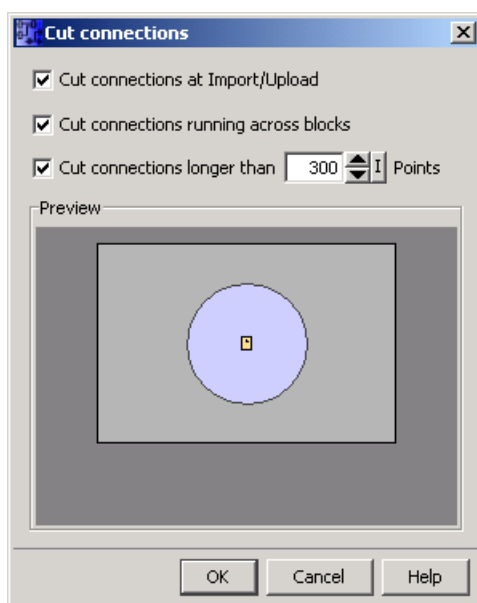 Cut connections
Cut connections at Import/Upload
Cut connections running across blocks
Cut connections longer than 300 I Points
Preview
OK Cancel Help